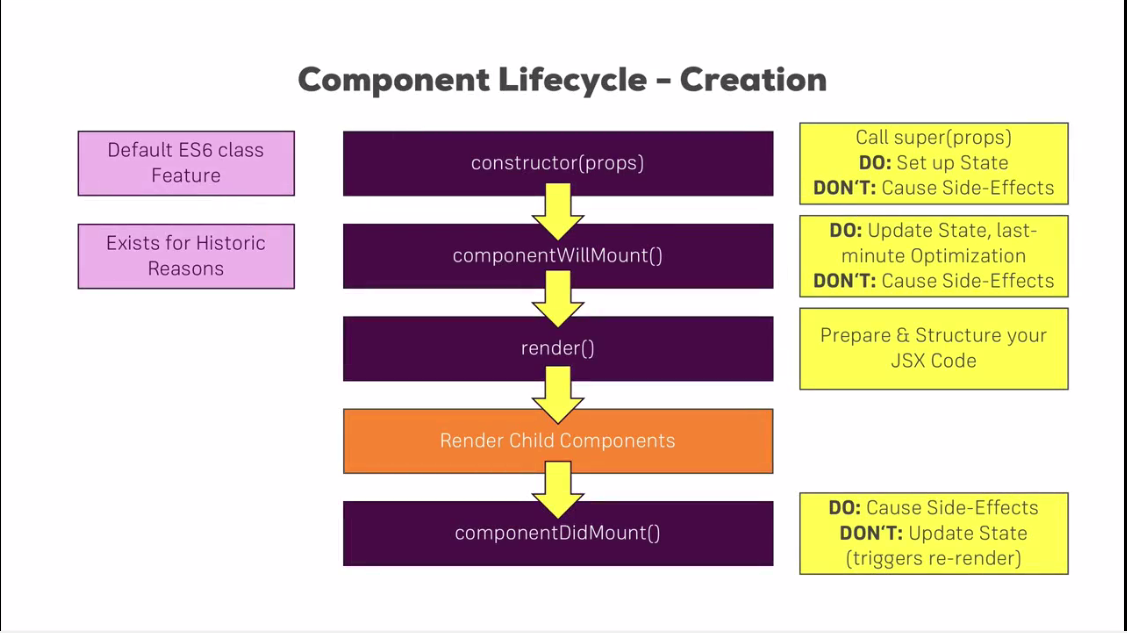 Component Lifecycle – Creation
Default ES6 class
Feature
constructor(props)
Call super(props)
DO: Set up State
DON'T: Cause Side-Effects
Exists for Historic
Reasons
componentWillMount()
DO: Update State, last-
minute Optimization
DON'T: Cause Side-Effects
render()
Prepare & Structure your
JSX Code
Render Child Components
componentDidMount()
DO: Cause Side-Effects
DON'T: Update State
(triggers re-render)